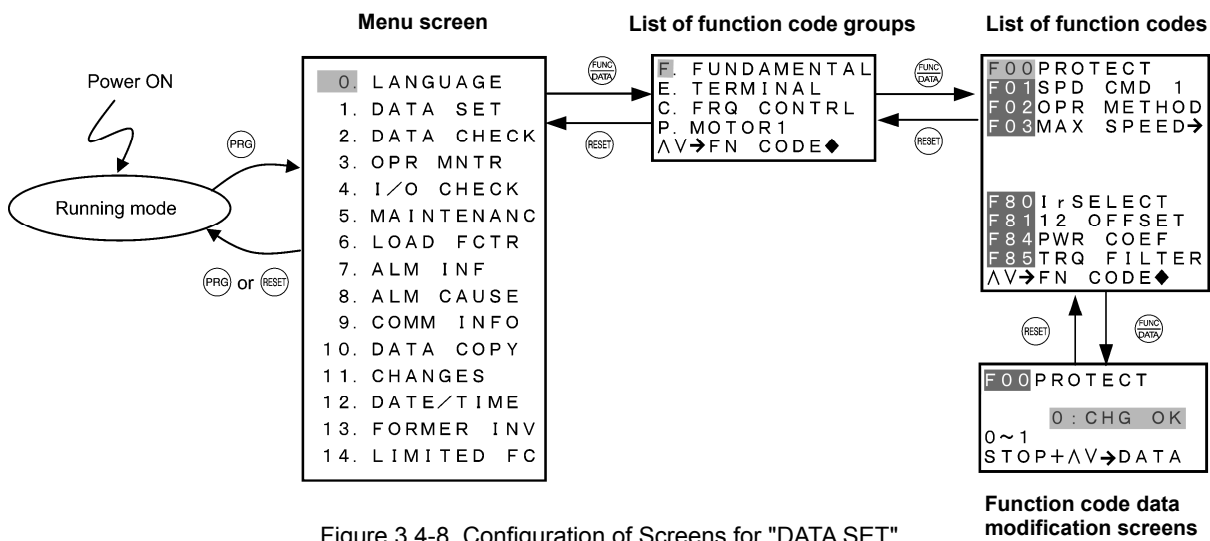 Menu screen
List of function code groups
List of function codes
Power ON
PRG
Running mode
PRG or RESET
0. LANGUAGE
1. DATA SET
2. DATA CHECK
3. OPR MNTR
4. I/O CHECK
5. MAINTENANC
6. LOAD FCTR
7. ALM INF
8. ALM CAUSE
9. COMM INFO
10. DATA COPY
11. CHANGES
12. DATE/TIME
13. FORMER INV
14. LIMITED FC
FUNC
DATA
RESET
F. FUNDAMENTAL
E. TERMINAL
C. FRQ CONTRL
P. MOTOR1
∧∨→FN CODE◆
FUNC
DATA
RESET
F00PROTECT
F01SPD CMD 1
F02OPR METHOD
F03MAX SPEED→
F80IrSELECT
F8112 OFFSET
F84PWR COEF
F85TRQ FILTER
∧∨→FN CODE◆
RESET
FUNC
DATA
F00PROTECT
0:CHG OK
0~1
STOP+∧∨→DATA
Function code data
modification screens
Figure 3.4-8 Configuration of Screens for "DATA SET"